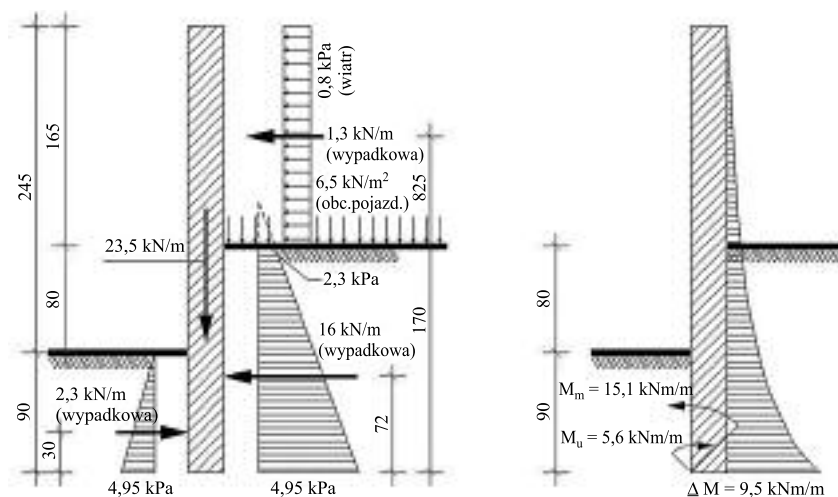 245
165
80
90
30
0,8 kPa
(wiatr)
1,3 kN/m
(wypadkowa)
6,5 kN/m²
(obc.pojazd.)
825
23,5 kN/m
2,3 kPa
16 kN/m
(wypadkowa)
170
72
2,3 kN/m
(wypadkowa)
4,95 kPa
4,95 kPa
80
90
Mm = 15,1 kNm/m
Mu = 5,6 kNm/m
Δ M = 9,5 kNm/m